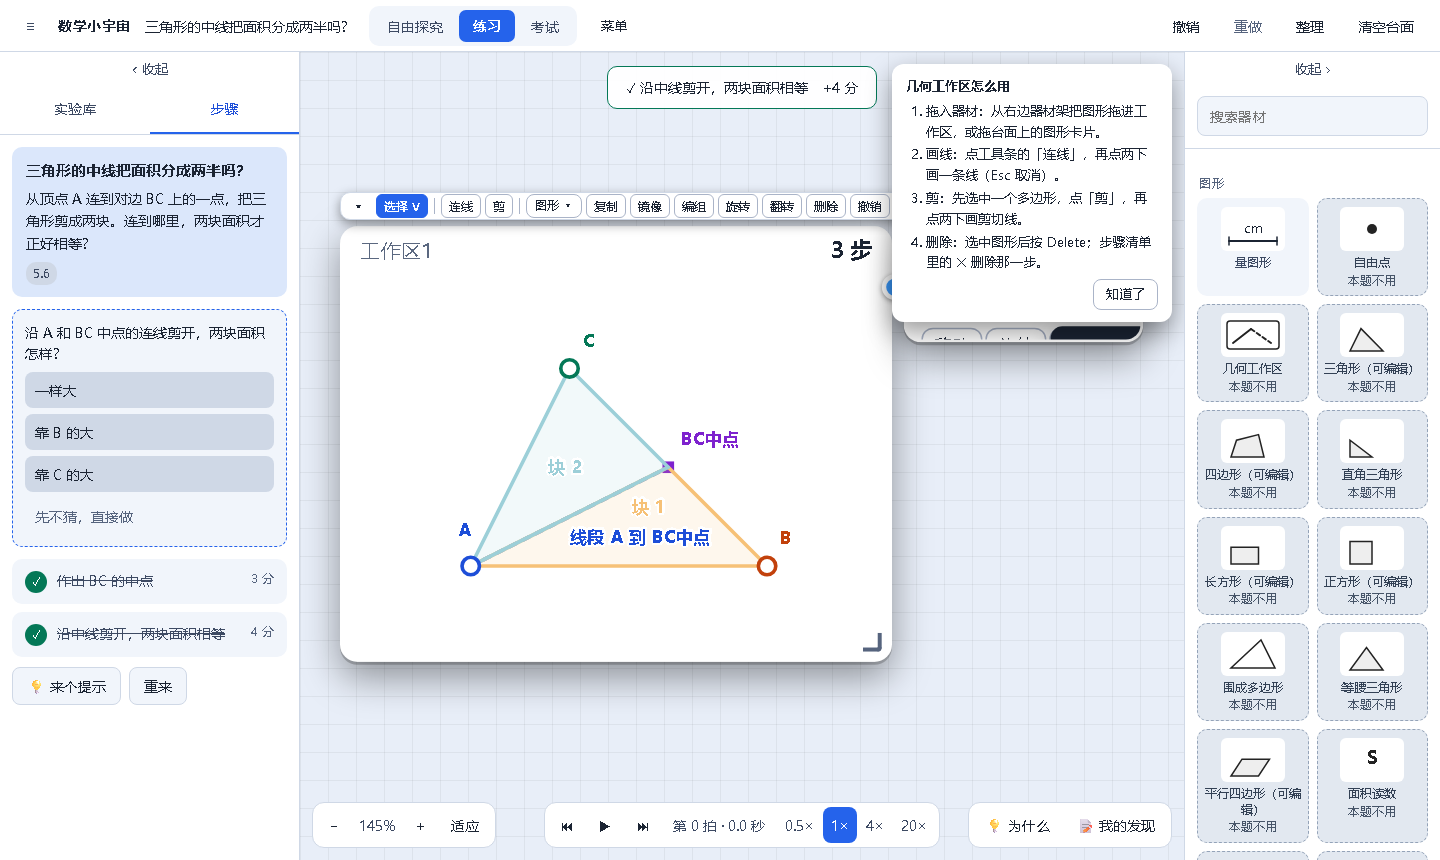 ≡ 数学小宇宙 三角形的中线把面积分成两半吗? 自由探究 练习 考试 菜单 撤销 重做 整理 清空台面
‹ 收起
实验库 步骤
三角形的中线把面积分成两半吗?
从顶点 A 连到对边 BC 上的一点，把三
角形剪成两块。连到哪里，两块面积才
正好相等?
5.6
沿 A 和 BC 中点的连线剪开，两块面积
怎样?
一样大
靠 B 的大
靠 C 的大
先不猜，直接做
✓ 作出 BC 的中点 3 分
✓ 沿中线剪开，两块面积相等 4 分
💡 来个提示 重来
✓ 沿中线剪开，两块面积相等 +4 分
选择 V 连线 剪 图形 ▾ 复制 镜像 编组 旋转 翻转 删除 撤销
工作区1 3 步
C
BC中点
块 2
块 1
A
线段 A 到 BC中点
B
几何工作区怎么用
1. 拖入器材：从右边器材架把图形拖进工
作区，或拖台面上的图形卡片。
2. 画线：点工具条的「连线」，再点两下
画一条线（Esc 取消）。
3. 剪：先选中一个多边形，点「剪」，再
点两下画剪切线。
4. 删除：选中图形后按 Delete；步骤清单
里的 × 删除那一步。
知道了
− 145% + 适应
⏮ ▶ ⏭ 第 0 拍 · 0.0 秒 0.5× 1× 4× 20×
💡 为什么 📝 我的发现
收起 ›
搜索器材
图形
cm
量图形
自由点
本题不用
几何工作区
本题不用
三角形（可编辑）
本题不用
四边形（可编辑）
本题不用
直角三角形
本题不用
长方形（可编辑）
本题不用
正方形（可编辑）
本题不用
围成多边形
本题不用
等腰三角形
本题不用
平行四边形（可编
辑）
本题不用
S
面积读数
本题不用